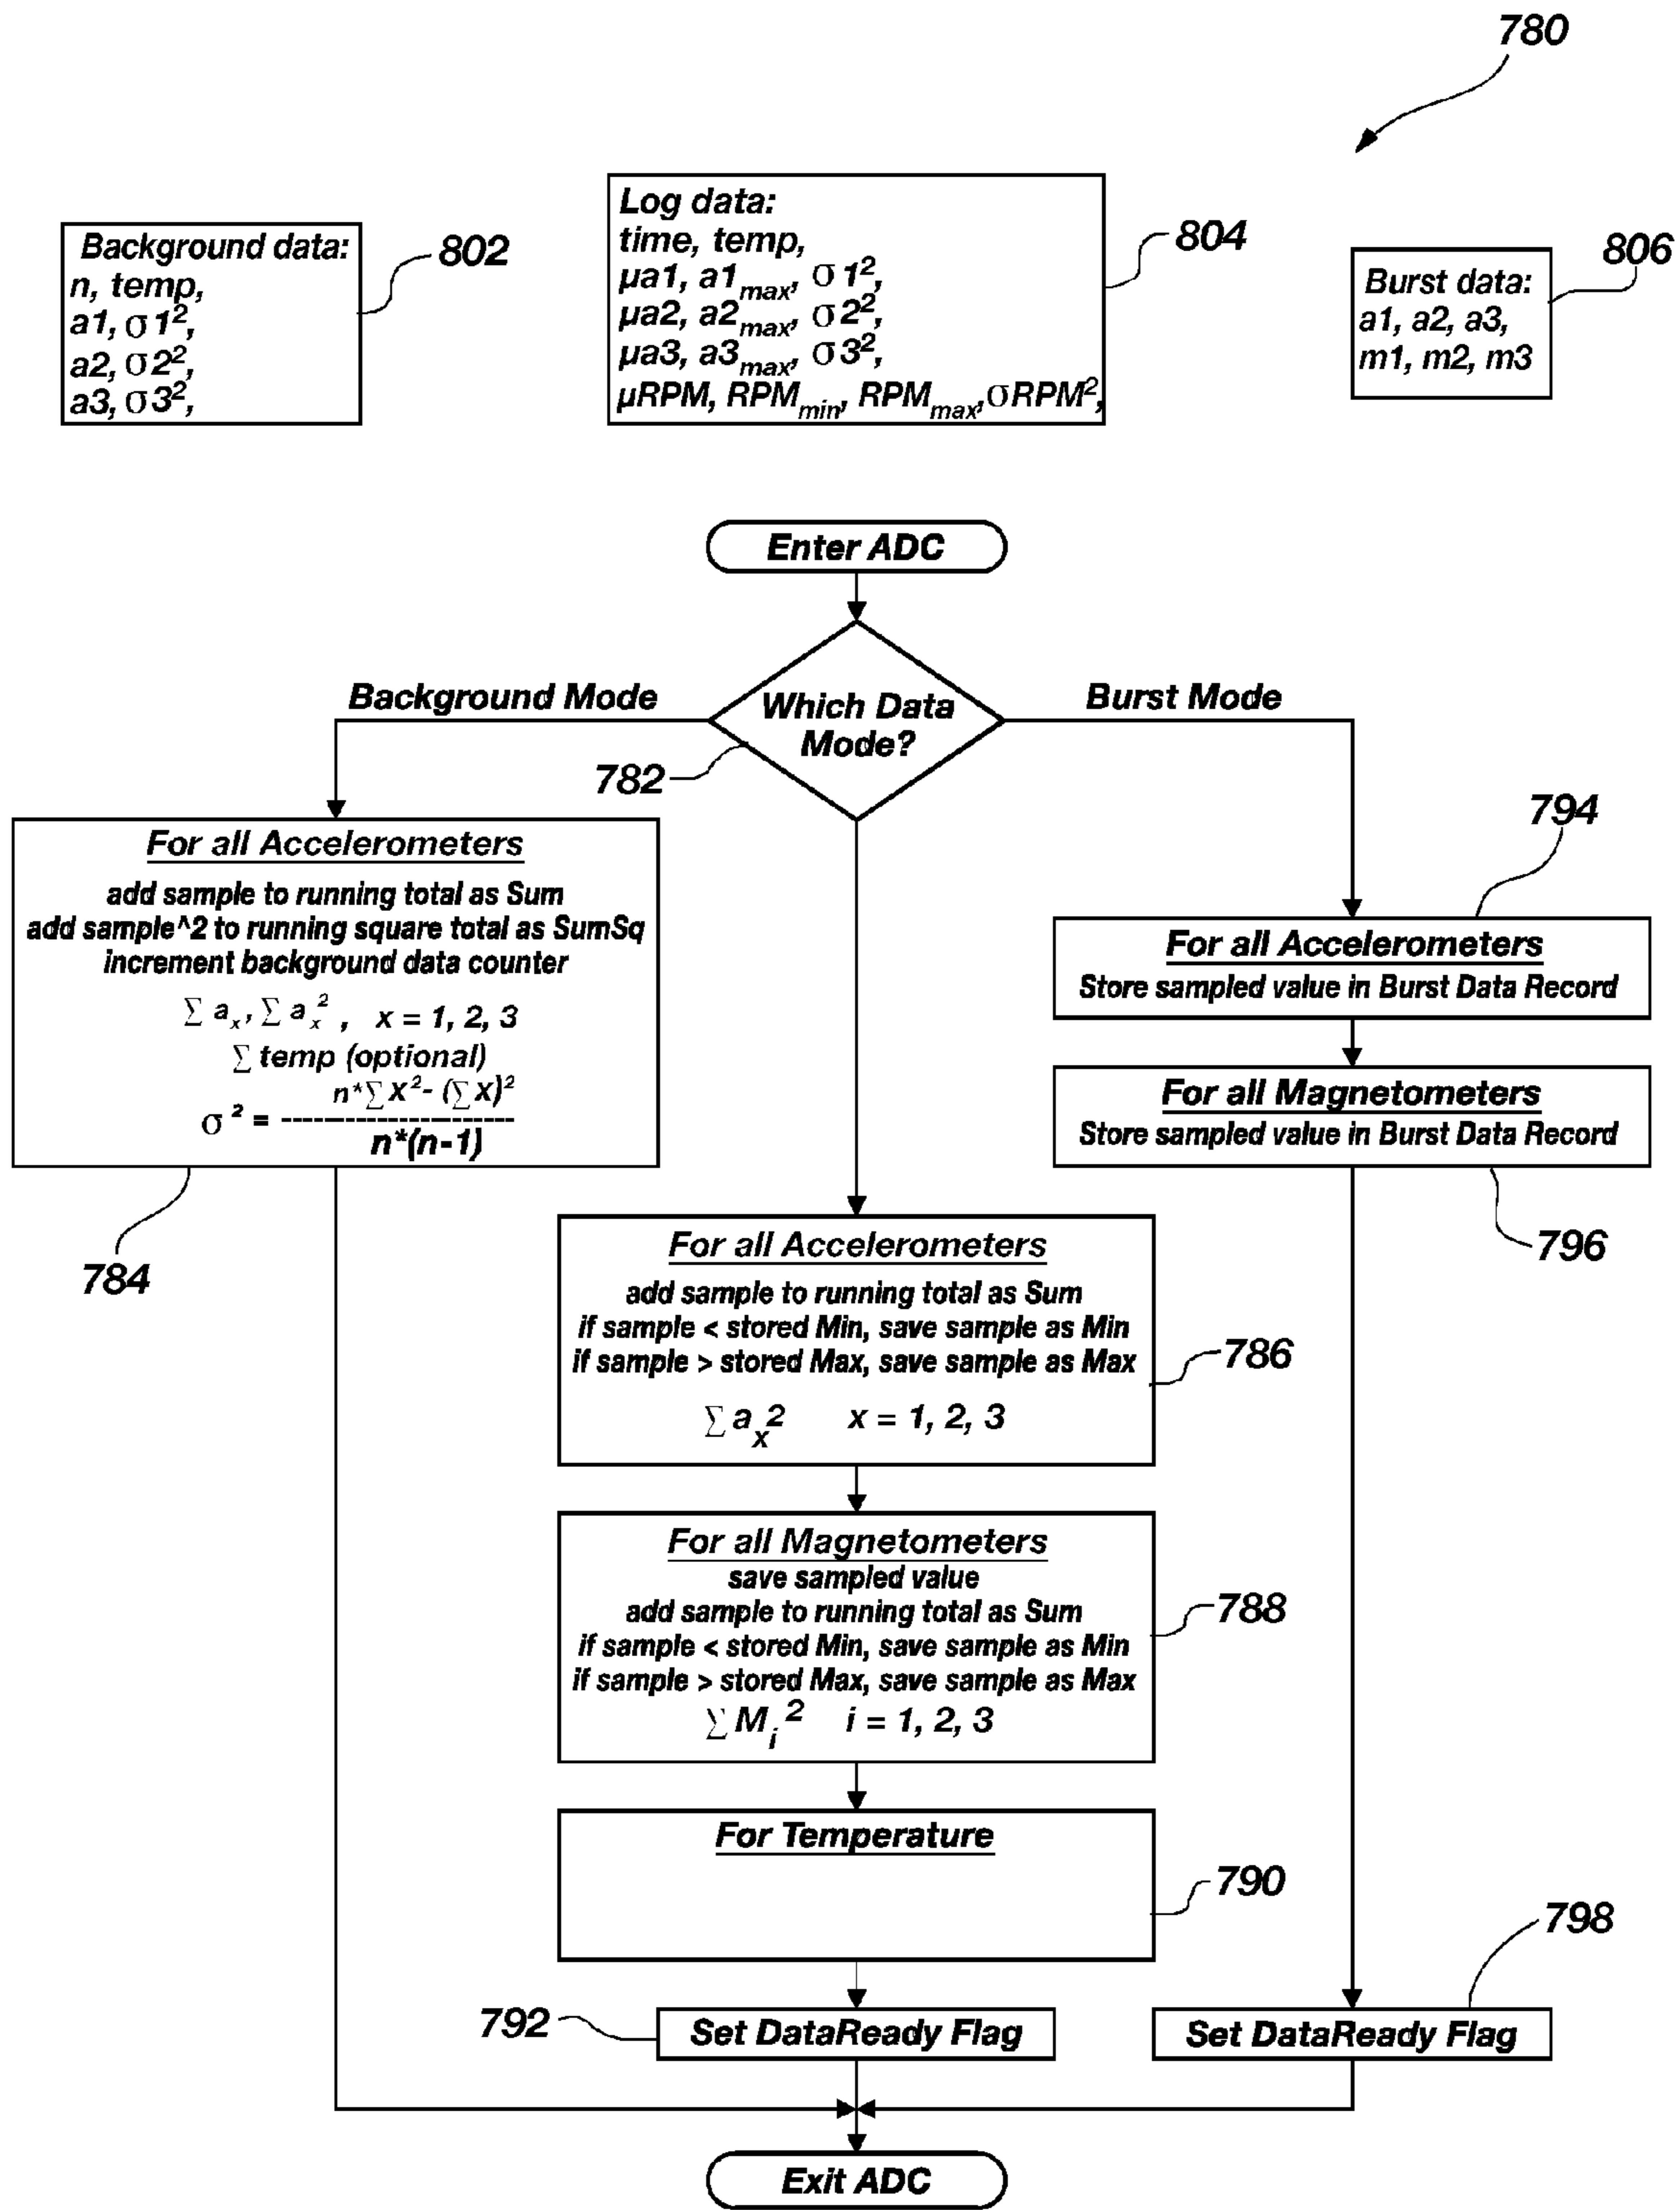 780
Background data:
n, temp,
a1, σ1²,
a2, σ2²,
a3, σ3²,
802
Log data:
time, temp,
μa1, a1max, σ1²,
μa2, a2max, σ2²,
μa3, a3max, σ3²,
μRPM, RPMmin, RPMmax,σRPM²,
804
806
Burst data:
a1, a2, a3,
m1, m2, m3
Enter ADC
Background Mode
Which Data
Mode?
Burst Mode
782
For all Accelerometers
add sample to running total as Sum
add sample^2 to running square total as SumSq
increment background data counter
∑ ax, ∑ ax², x = 1, 2, 3
∑ temp (optional)
n*∑X²- (∑X)²
σ² = ----------------------
n*(n-1)
784
794
For all Accelerometers
Store sampled value in Burst Data Record
For all Magnetometers
Store sampled value in Burst Data Record
796
For all Accelerometers
add sample to running total as Sum
if sample < stored Min, save sample as Min
if sample > stored Max, save sample as Max
∑ ax² x = 1, 2, 3
786
For all Magnetometers
save sampled value
add sample to running total as Sum
if sample < stored Min, save sample as Min
if sample > stored Max, save sample as Max
∑ Mi² i = 1, 2, 3
788
For Temperature
790
798
792
Set DataReady Flag
Set DataReady Flag
Exit ADC